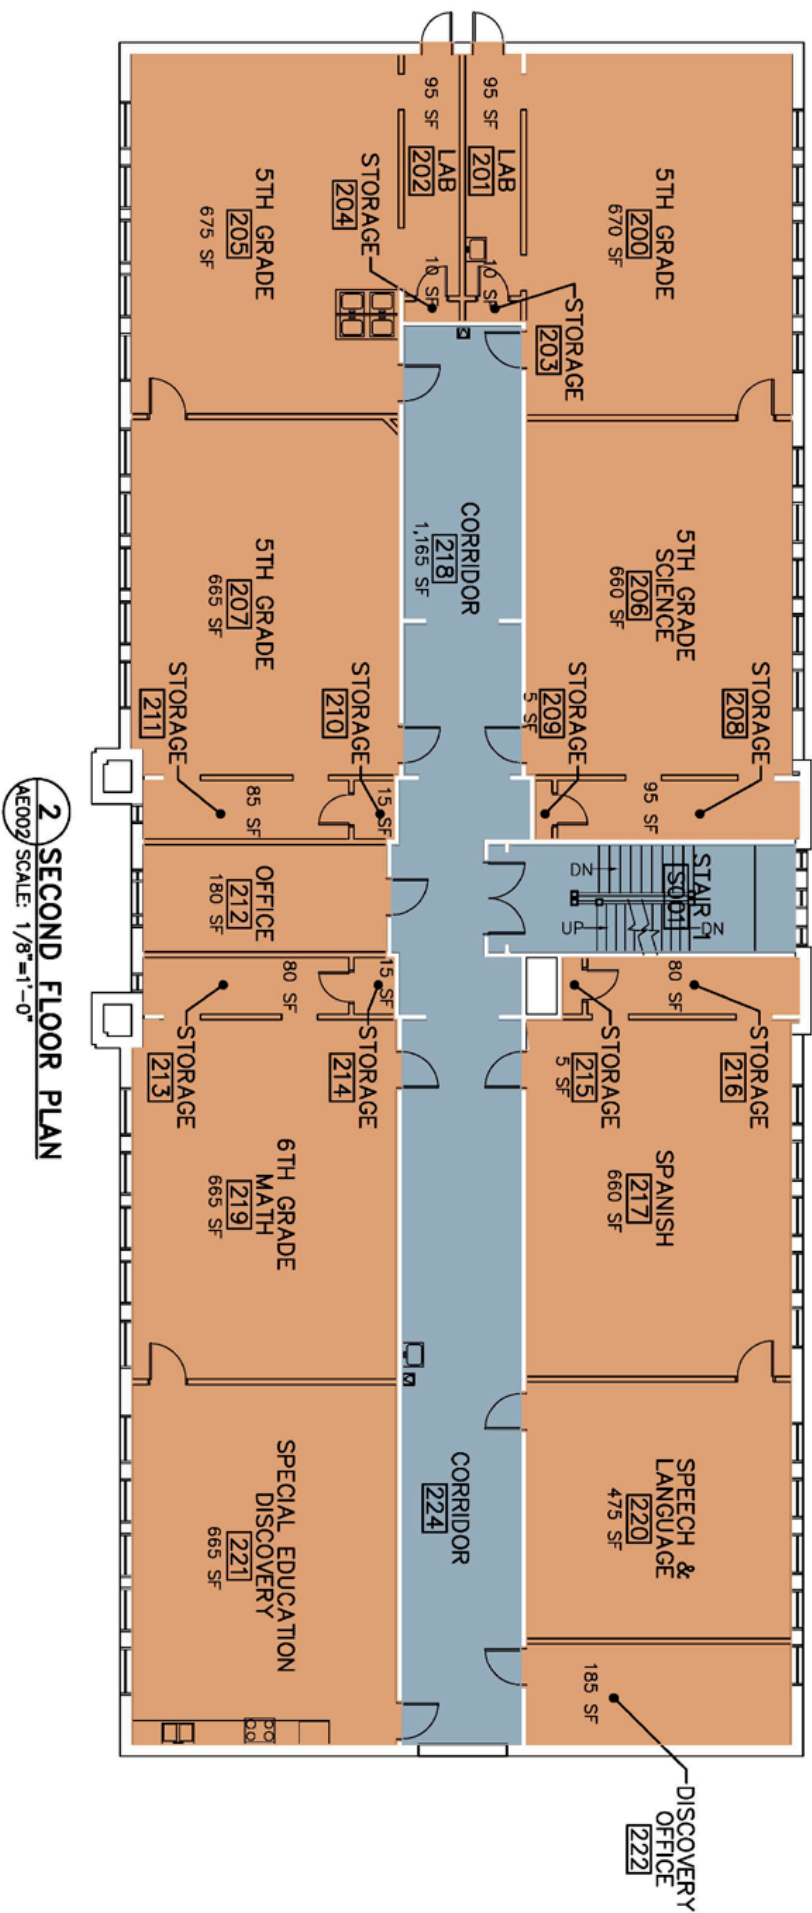 5TH GRADE
200
670 SF
5TH GRADE
SCIENCE
206
660 SF
STORAGE
208
95 SF
STAIR 1
S001
DN
DN
UP
STORAGE
216
80 SF
SPANISH
217
660 SF
SPEECH &
LANGUAGE
220
475 SF
185 SF
DISCOVERY
OFFICE
222
STORAGE
203
10 SF
STORAGE
209
5 SF
STORAGE
215
5 SF
95 SF
LAB
201
95 SF
LAB
202
10 SF
CORRIDOR
218
1,165 SF
CORRIDOR
224
STORAGE
204
5TH GRADE
205
675 SF
5TH GRADE
207
665 SF
STORAGE
210
15 SF
STORAGE
211
85 SF
OFFICE
212
180 SF
80 SF
STORAGE
213
15 SF
STORAGE
214
6TH GRADE
MATH
219
665 SF
SPECIAL EDUCATION
DISCOVERY
221
665 SF
2
AE002
SECOND FLOOR PLAN
SCALE: 1/8"=1'-0"